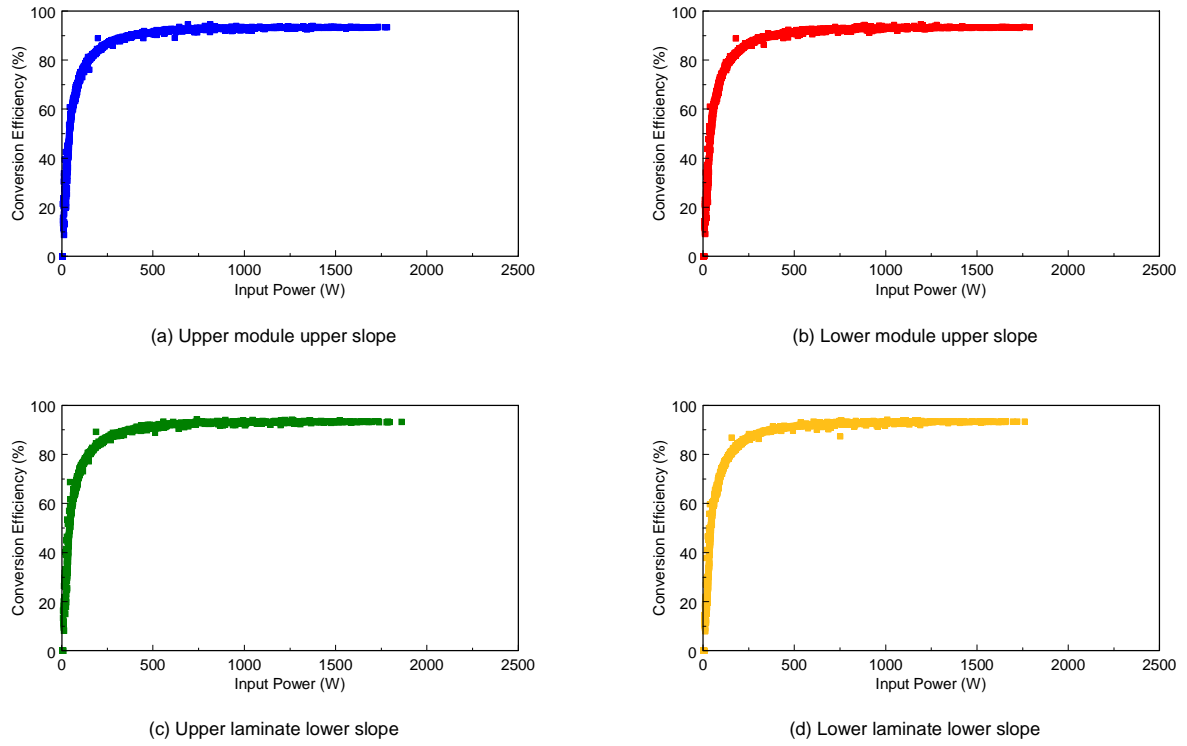 100
80
60
40
20
0
Conversion Efficiency (%)
0 500 1000 1500 2000 2500
Input Power (W)
(a) Upper module upper slope
100
80
60
40
20
0
Conversion Efficiency (%)
0 500 1000 1500 2000 2500
Input Power (W)
(b) Lower module upper slope
100
80
60
40
20
0
Conversion Efficiency (%)
0 500 1000 1500 2000 2500
Input Power (W)
(c) Upper laminate lower slope
100
80
60
40
20
0
Conversion Efficiency (%)
0 500 1000 1500 2000 2500
Input Power (W)
(d) Lower laminate lower slope